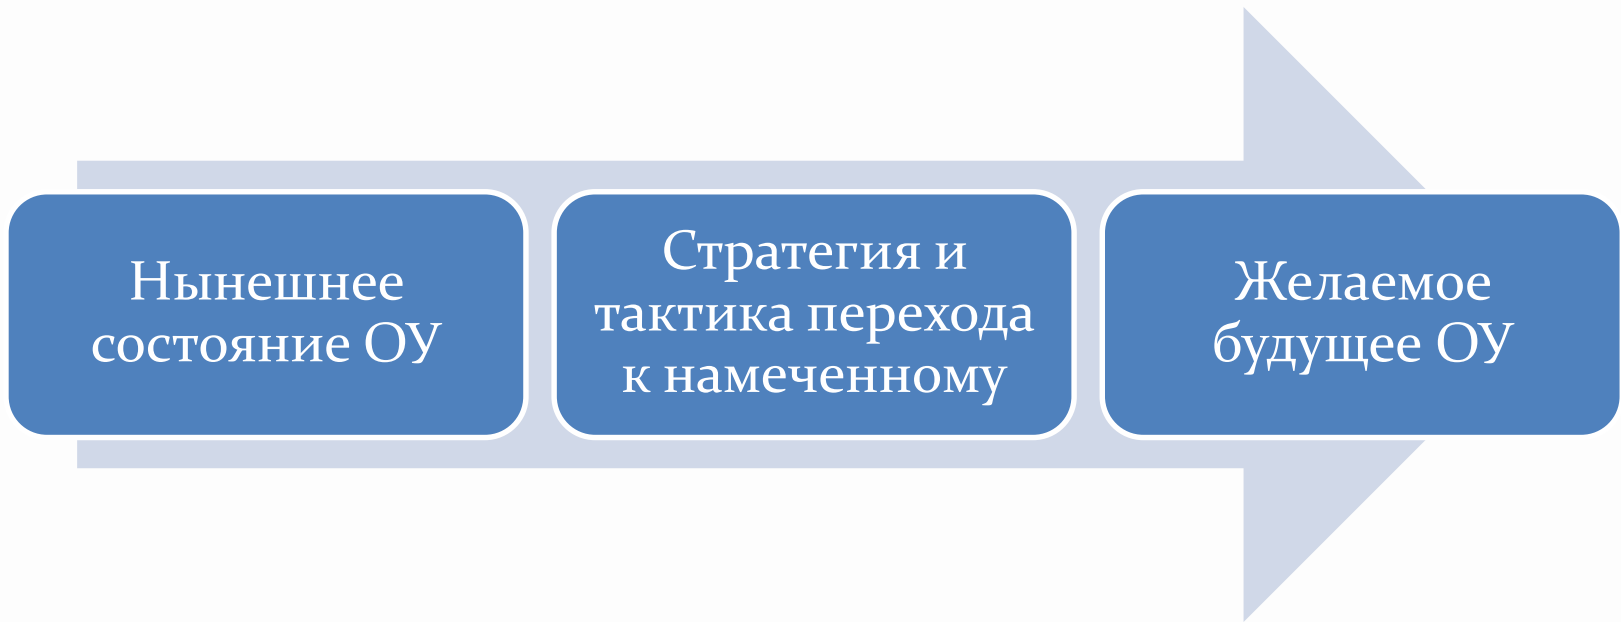 Нынешнее
состояние ОУ
Стратегия и
тактика перехода
к намеченному
Желаемое
будущее ОУ